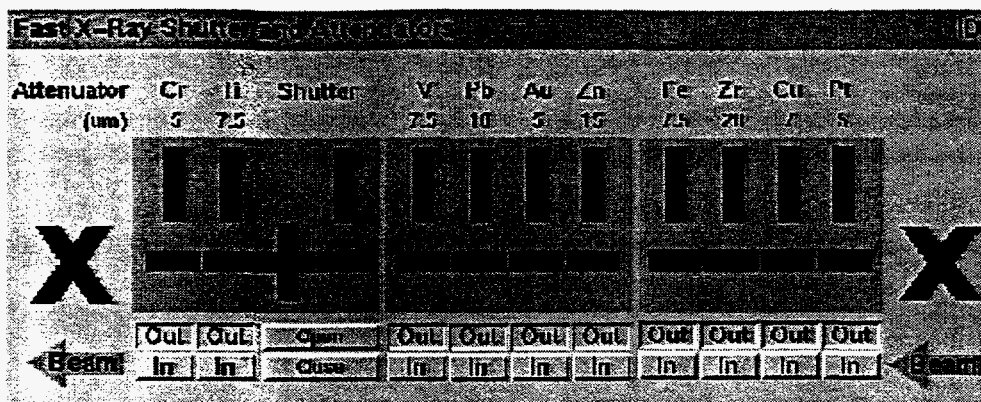 Fast X-Ray Shutter and Attenuators
Attenuator Cr Ti Shutter V Pb Au Zn Fe Zr Cu Pt
(um) 5 7.5 7.5 10 5 15 7.5 20 7 5
X X
Out Out Open Out Out Out Out Out Out Out Out
Beam In In Close In In In In In In In In Beam